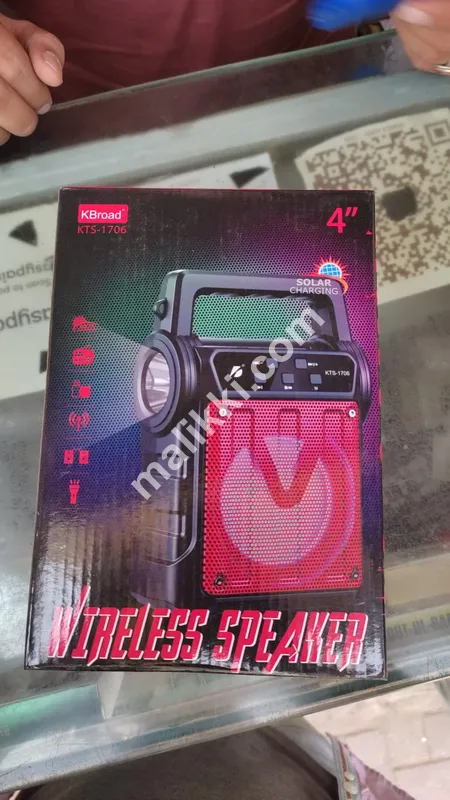 KBroad
KTS-1706
4"
SOLAR
CHARGING
KTS-1706
malikki.com
WIRELESS SPEAKER